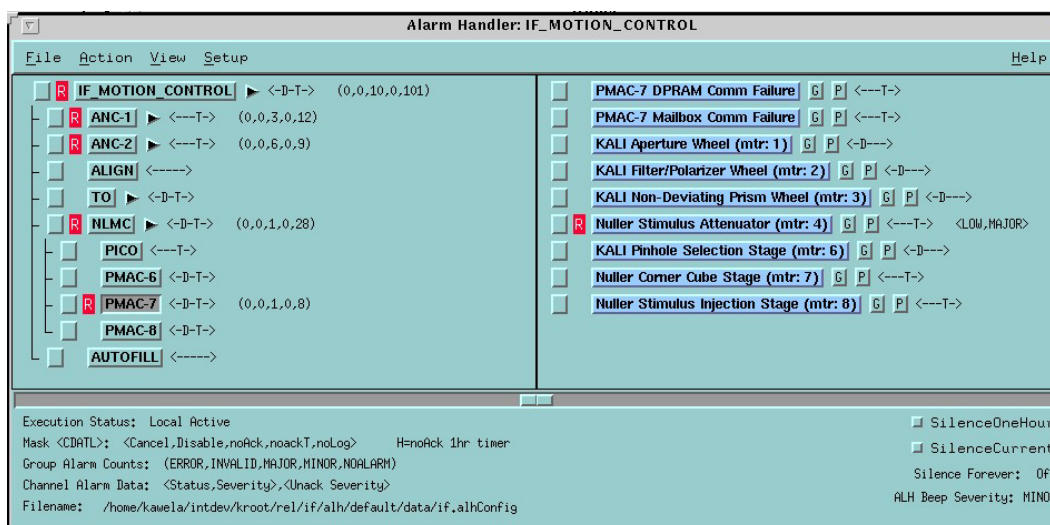 Alarm Handler: IF_MOTION_CONTROL
File Action View Setup Help
R IF_MOTION_CONTROL <-D-T-> (0,0,10,0,101)
R ANC-1 <---T-> (0,0,3,0,12)
R ANC-2 <---T-> (0,0,6,0,9)
ALIGN <----->
TO <-D-T->
R NLMC <-D-T-> (0,0,1,0,28)
PICO <---T->
PMAC-6 <-D-T->
R PMAC-7 <-D-T-> (0,0,1,0,8)
PMAC-8 <-D-T->
AUTOFILL <----->
PMAC-7 DPRAM Comm Failure G P <---T->
PMAC-7 Mailbox Comm Failure G P <---T->
KALI Aperture Wheel (mtr: 1) G P <-D--->
KALI Filter/Polarizer Wheel (mtr: 2) G P <-D--->
KALI Non-Deviating Prism Wheel (mtr: 3) G P <-D--->
R Nuller Stimulus Attenuator (mtr: 4) G P <---T-> <LOW,MAJOR>
KALI Pinhole Selection Stage (mtr: 6) G P <-D--->
Nuller Corner Cube Stage (mtr: 7) G P <---T->
Nuller Stimulus Injection Stage (mtr: 8) G P <---T->
Execution Status: Local Active
Mask <CDATL>: <Cancel,Disable,noAck,noackT,noLog> H=noAck 1hr timer
Group Alarm Counts: (ERROR,INVALID,MAJOR,MINOR,NOALARM)
Channel Alarm Data: <Status,Severity>,<Unack Severity>
Filename: /home/kawela/intdev/kroot/rel/if/alh/default/data/if.alhConfig
SilenceOneHour
SilenceCurrent
Silence Forever: Of
ALH Beep Severity: MINO